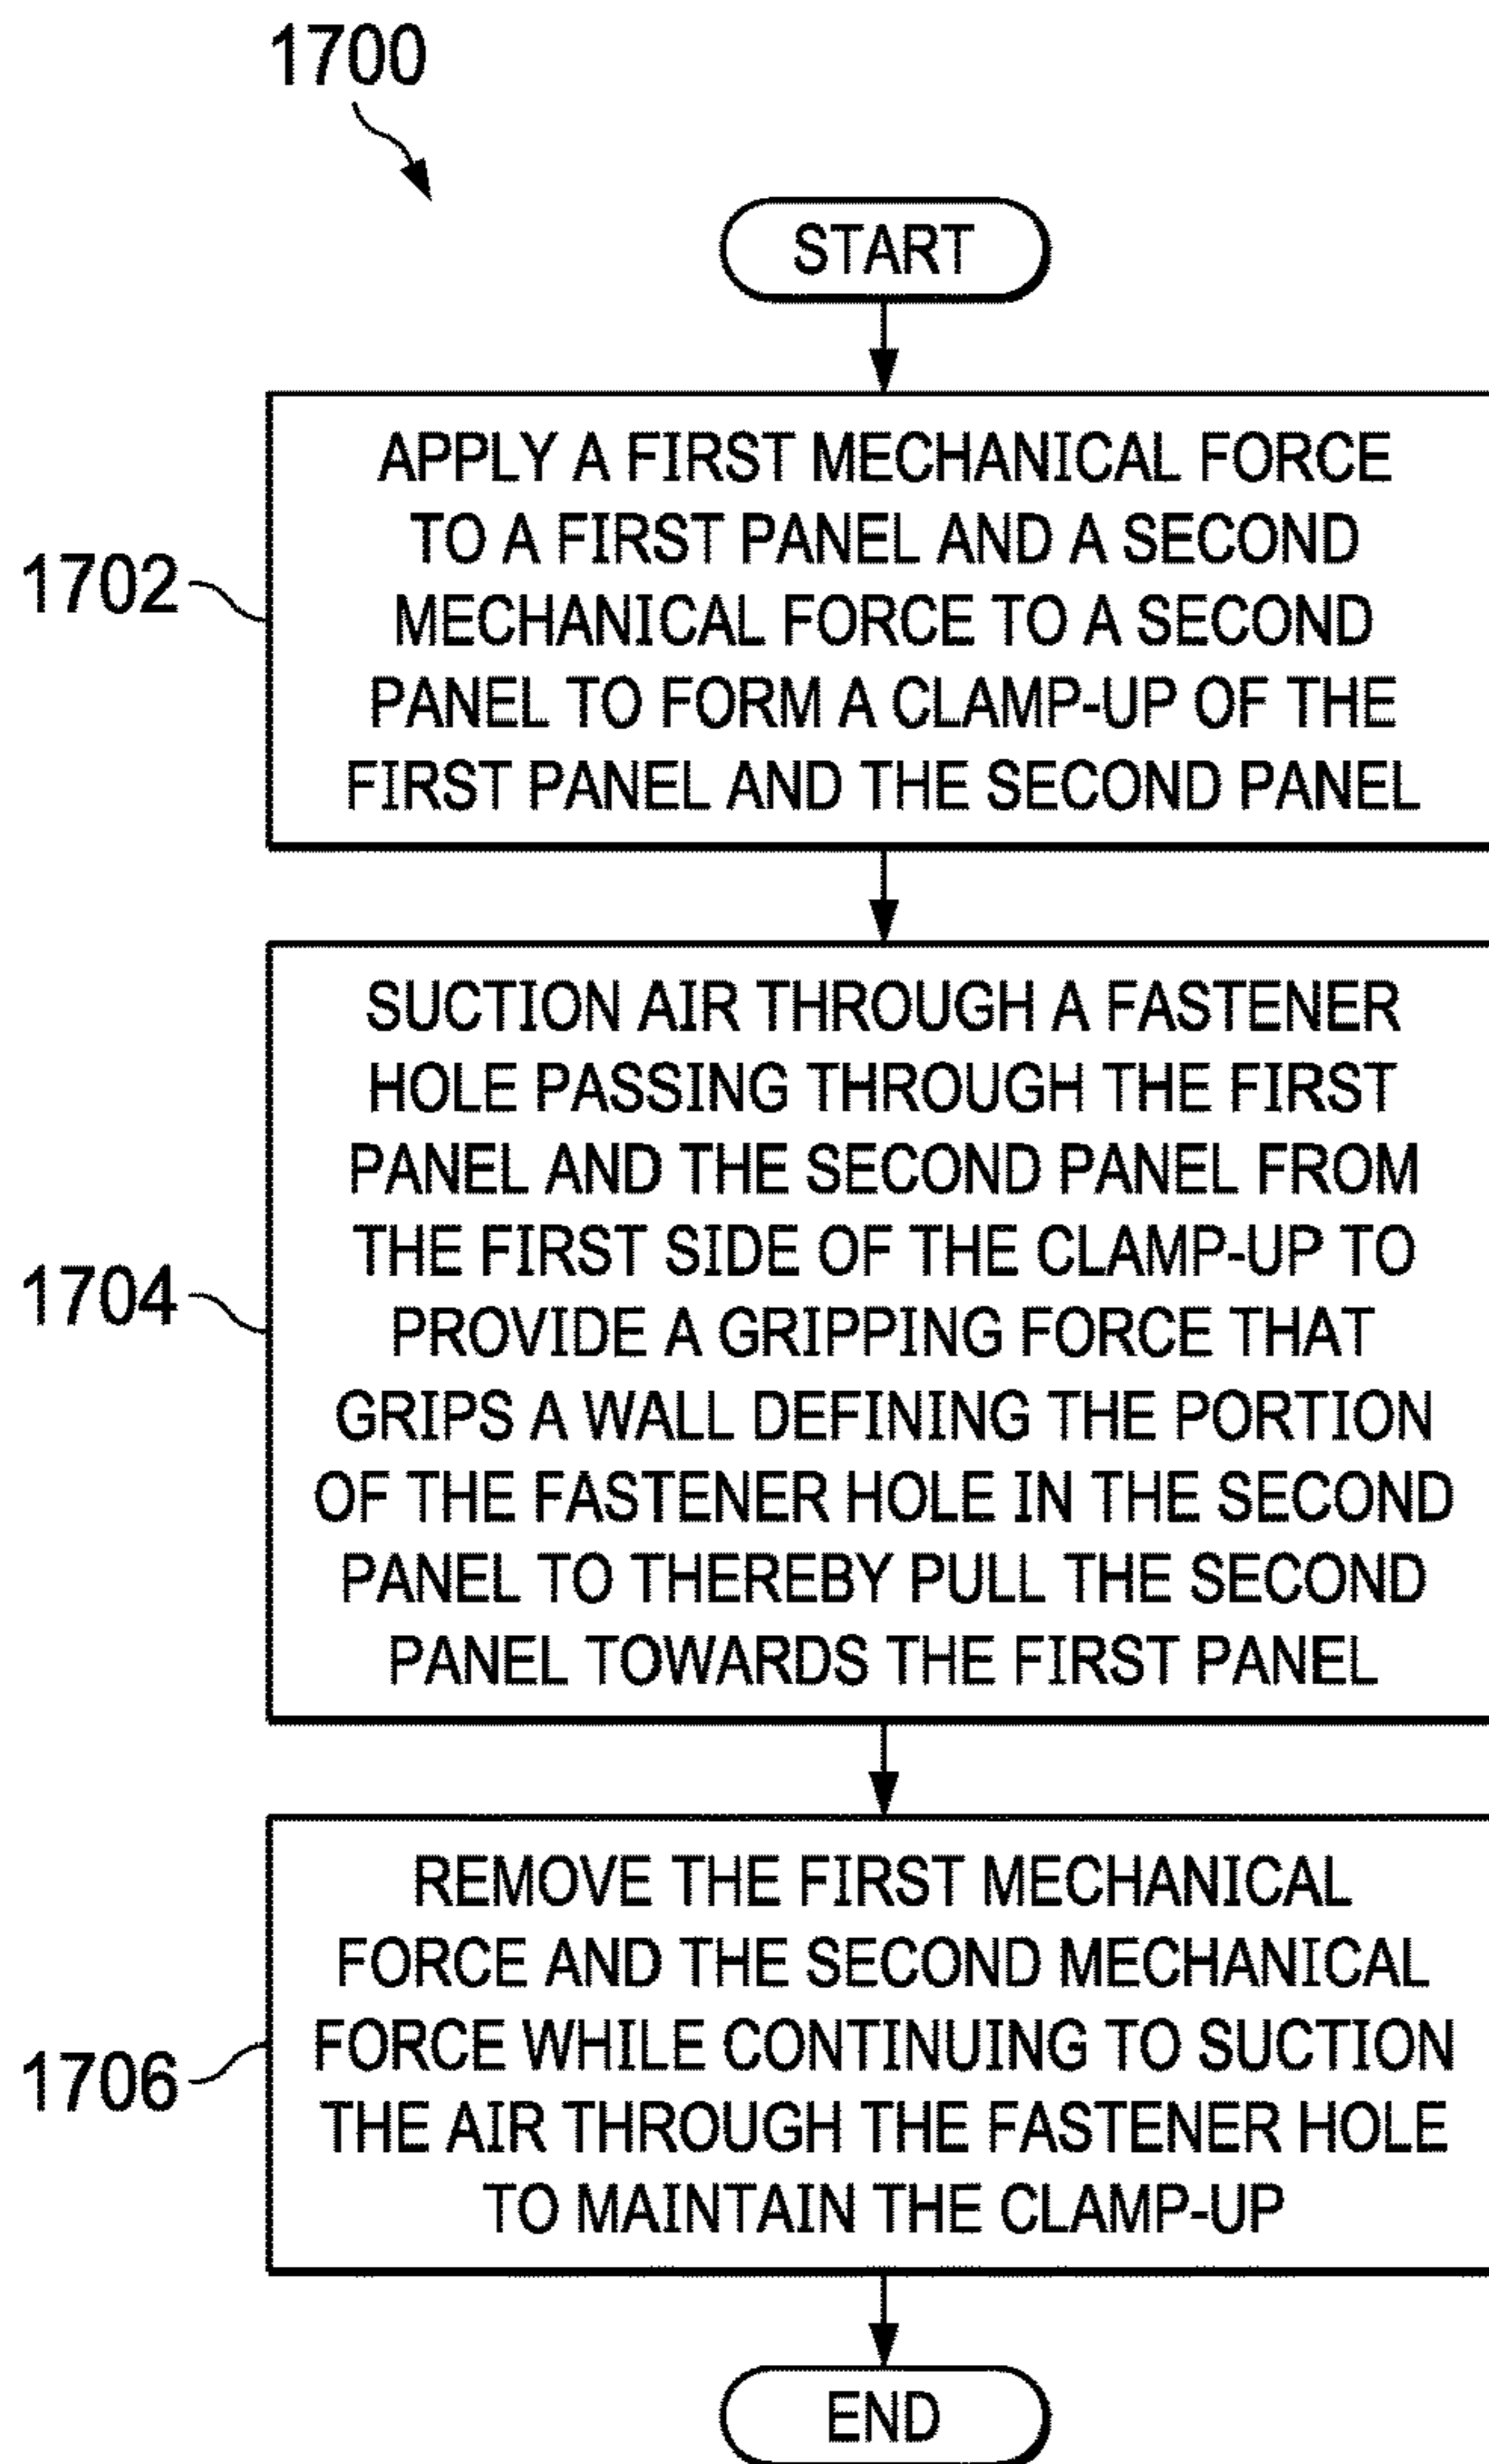 1700
START
1702
APPLY A FIRST MECHANICAL FORCE
TO A FIRST PANEL AND A SECOND
MECHANICAL FORCE TO A SECOND
PANEL TO FORM A CLAMP-UP OF THE
FIRST PANEL AND THE SECOND PANEL
1704
SUCTION AIR THROUGH A FASTENER
HOLE PASSING THROUGH THE FIRST
PANEL AND THE SECOND PANEL FROM
THE FIRST SIDE OF THE CLAMP-UP TO
PROVIDE A GRIPPING FORCE THAT
GRIPS A WALL DEFINING THE PORTION
OF THE FASTENER HOLE IN THE SECOND
PANEL TO THEREBY PULL THE SECOND
PANEL TOWARDS THE FIRST PANEL
1706
REMOVE THE FIRST MECHANICAL
FORCE AND THE SECOND MECHANICAL
FORCE WHILE CONTINUING TO SUCTION
THE AIR THROUGH THE FASTENER HOLE
TO MAINTAIN THE CLAMP-UP
END